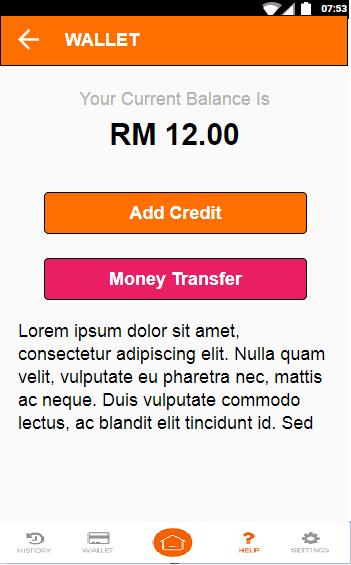 07:53
WALLET
Your Current Balance Is
RM 12.00
Add Credit
Money Transfer
Lorem ipsum dolor sit amet,
consectetur adipiscing elit. Nulla quam
velit, vulputate eu pharetra nec, mattis
ac neque. Duis vulputate commodo
lectus, ac blandit elit tincidunt id. Sed
HISTORY WALLET HELP SETTINGS